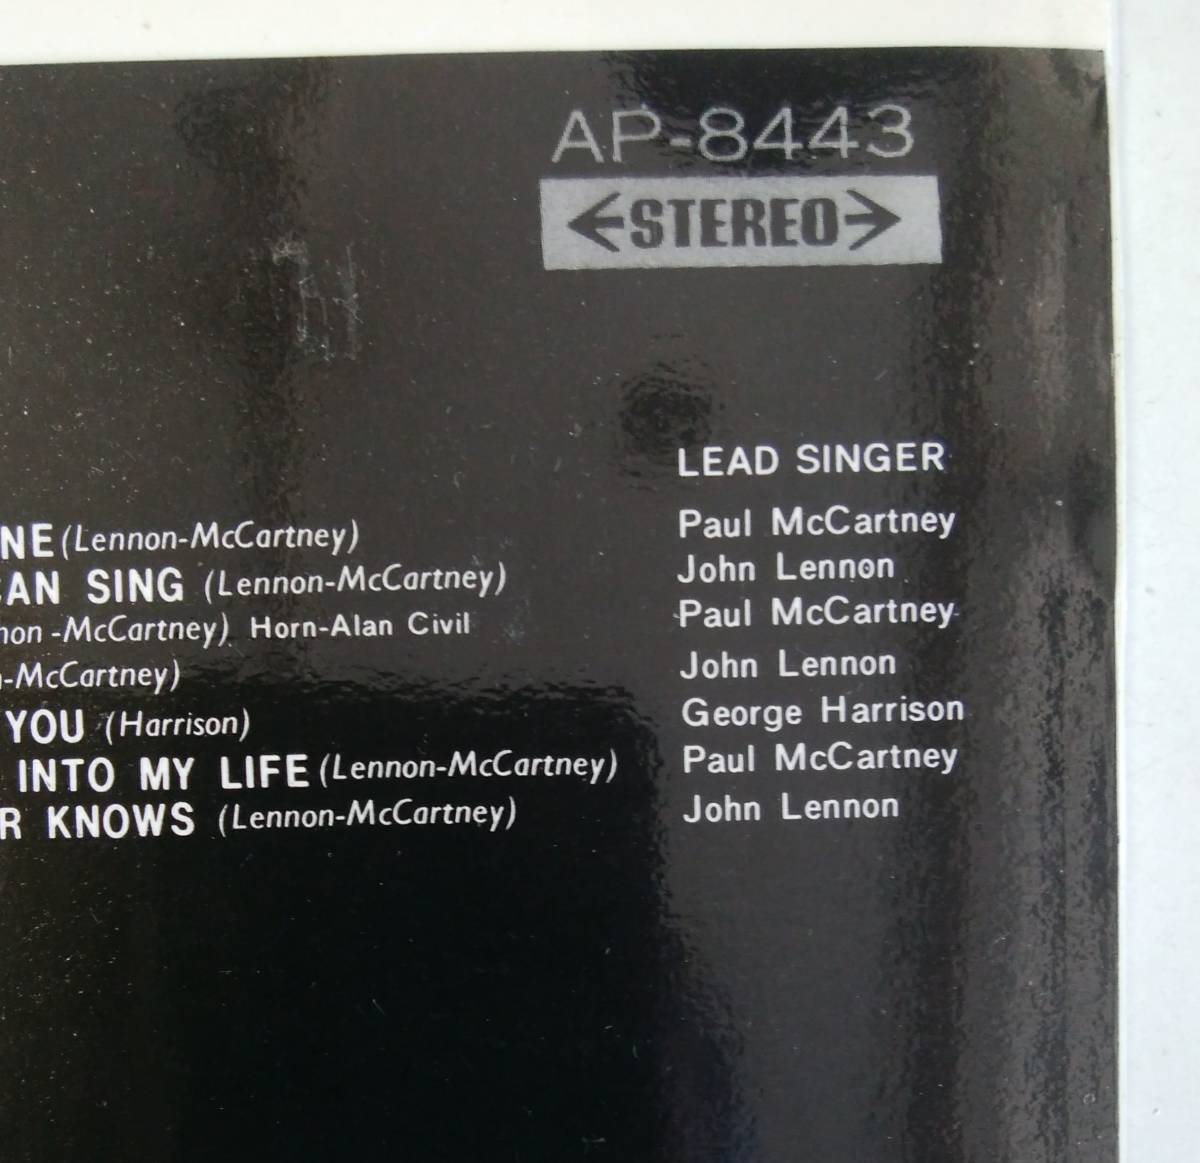 AP-8443
←STEREO→
LEAD SINGER
NE (Lennon-McCartney) Paul McCartney
AN SING (Lennon-McCartney) John Lennon
non-McCartney) Horn-Alan Civil Paul McCartney
-McCartney) John Lennon
YOU (Harrison) George Harrison
INTO MY LIFE (Lennon-McCartney) Paul McCartney
R KNOWS (Lennon-McCartney) John Lennon